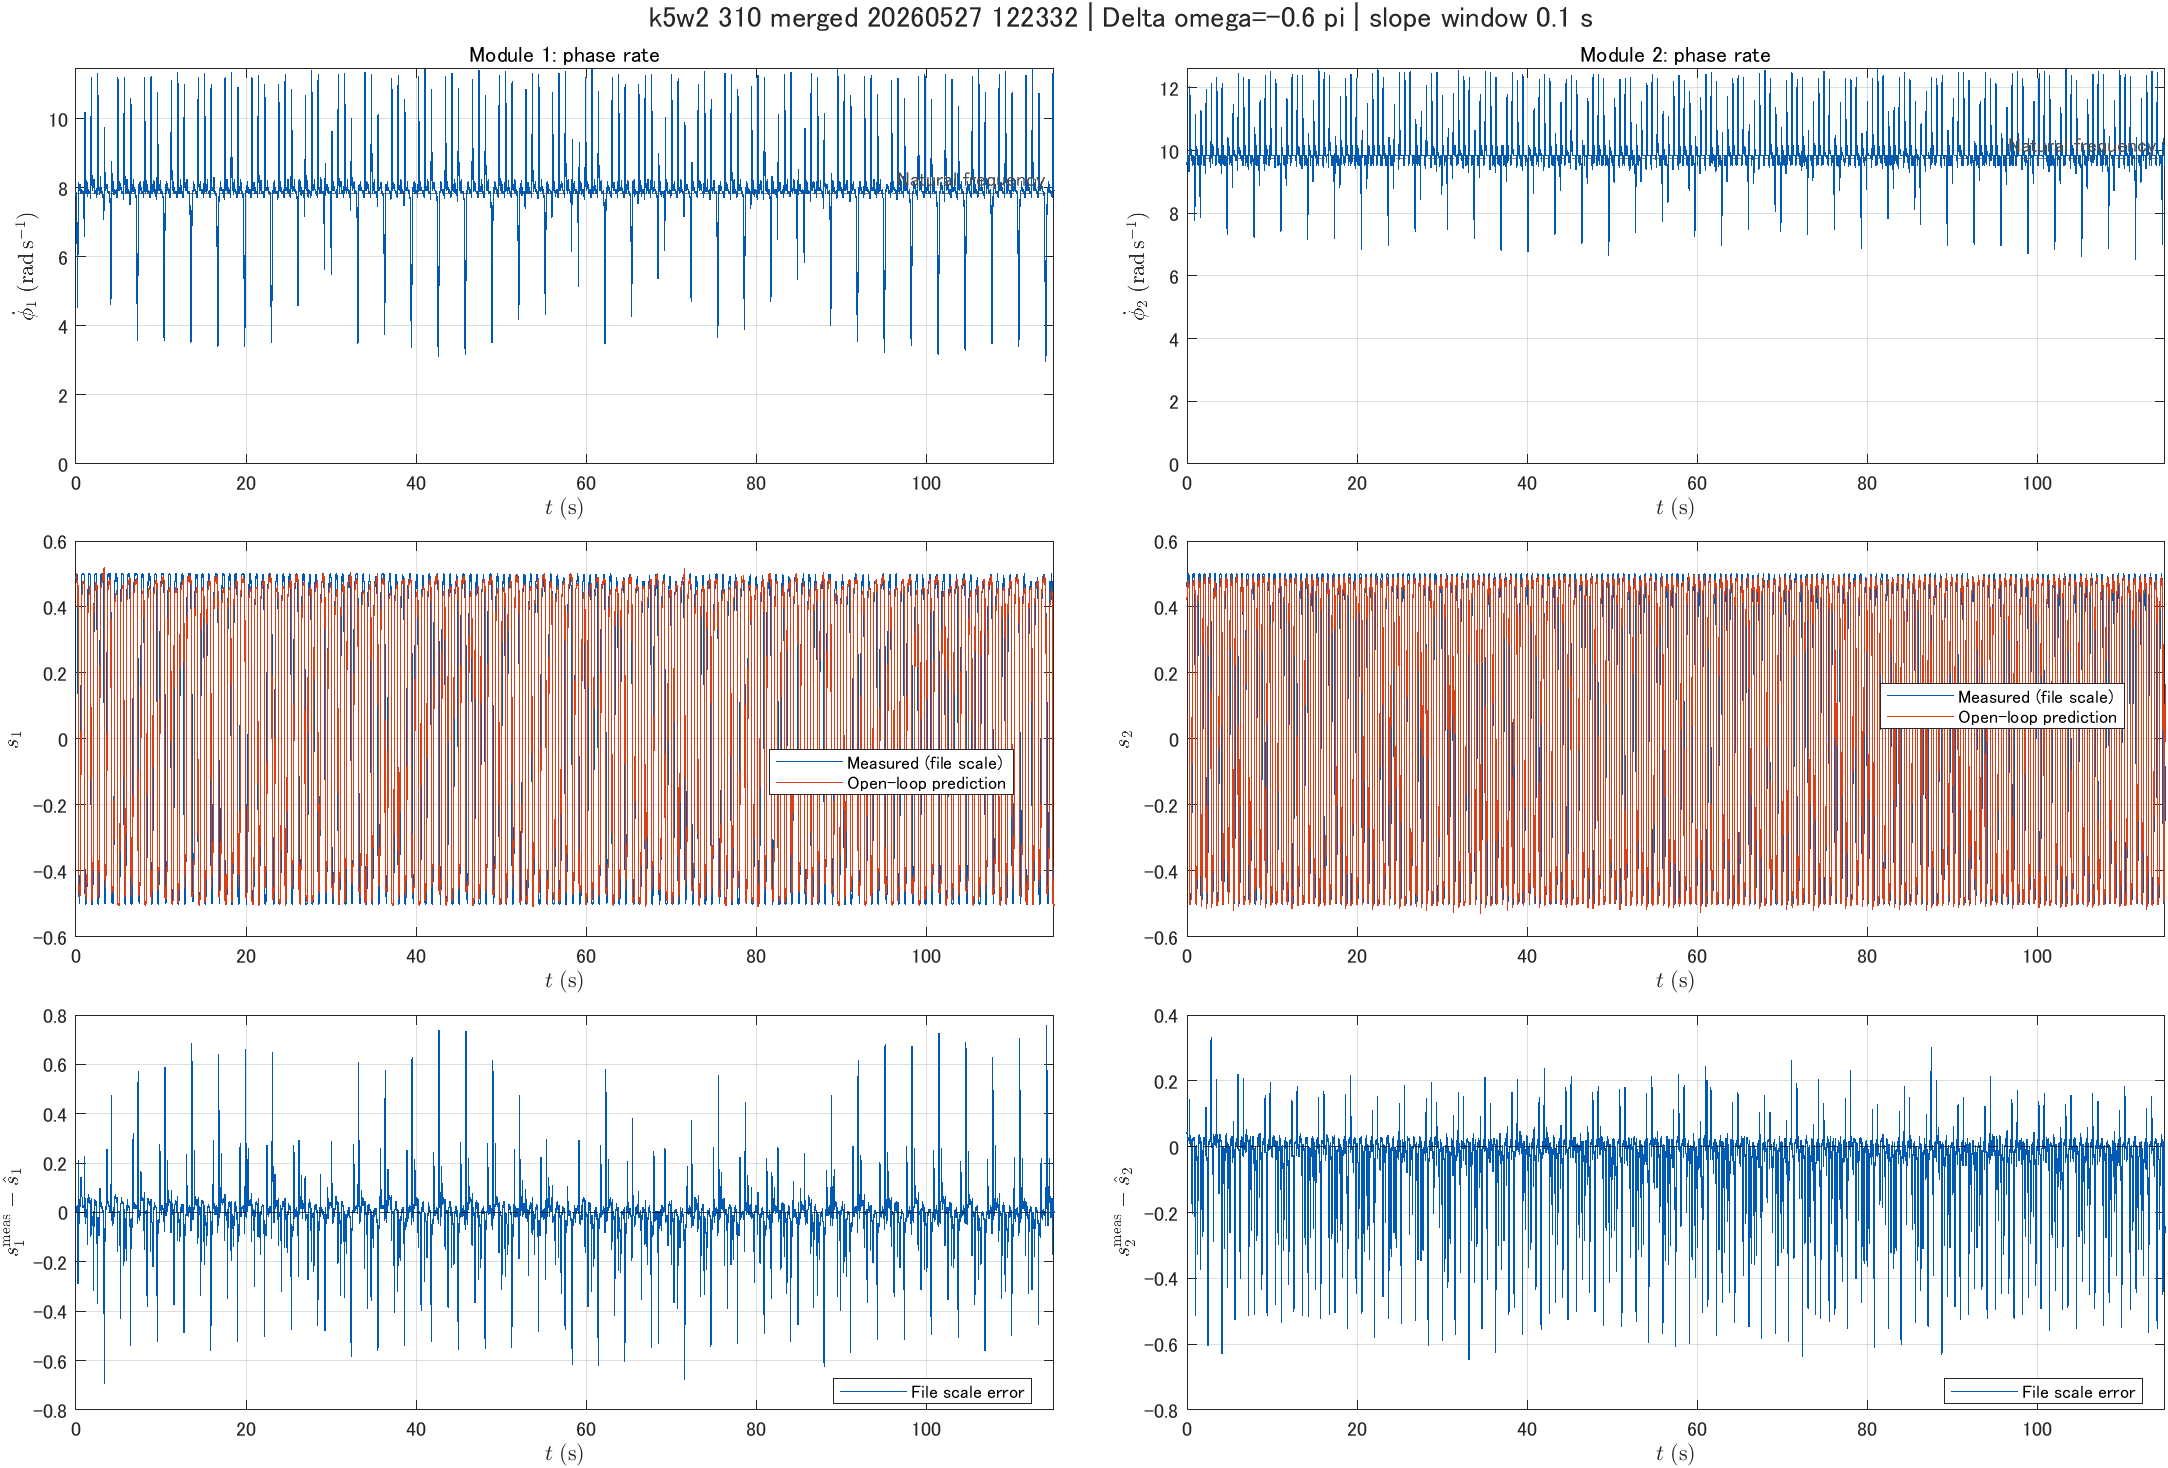 k5w2 310 merged 20260527 122332 | Delta omega=-0.6 pi | slope window 0.1 s
Module 1: phase rate
10
8
6
4
2
0
Natural frequency
0 20 40 60 80 100
t (s)
φ̇₁ (rad s⁻¹)
Module 2: phase rate
12
10
8
6
4
2
0
Natural frequency
0 20 40 60 80 100
t (s)
φ̇₂ (rad s⁻¹)
0.6
0.4
0.2
0
-0.2
-0.4
-0.6
s₁
Measured (file scale)
Open-loop prediction
0 20 40 60 80 100
t (s)
0.6
0.4
0.2
0
-0.2
-0.4
-0.6
s₂
Measured (file scale)
Open-loop prediction
0 20 40 60 80 100
t (s)
0.8
0.6
0.4
0.2
0
-0.2
-0.4
-0.6
-0.8
s₁ᵐᵉᵃˢ − ŝ₁
File scale error
0 20 40 60 80 100
t (s)
0.4
0.2
0
-0.2
-0.4
-0.6
-0.8
s₂ᵐᵉᵃˢ − ŝ₂
File scale error
0 20 40 60 80 100
t (s)